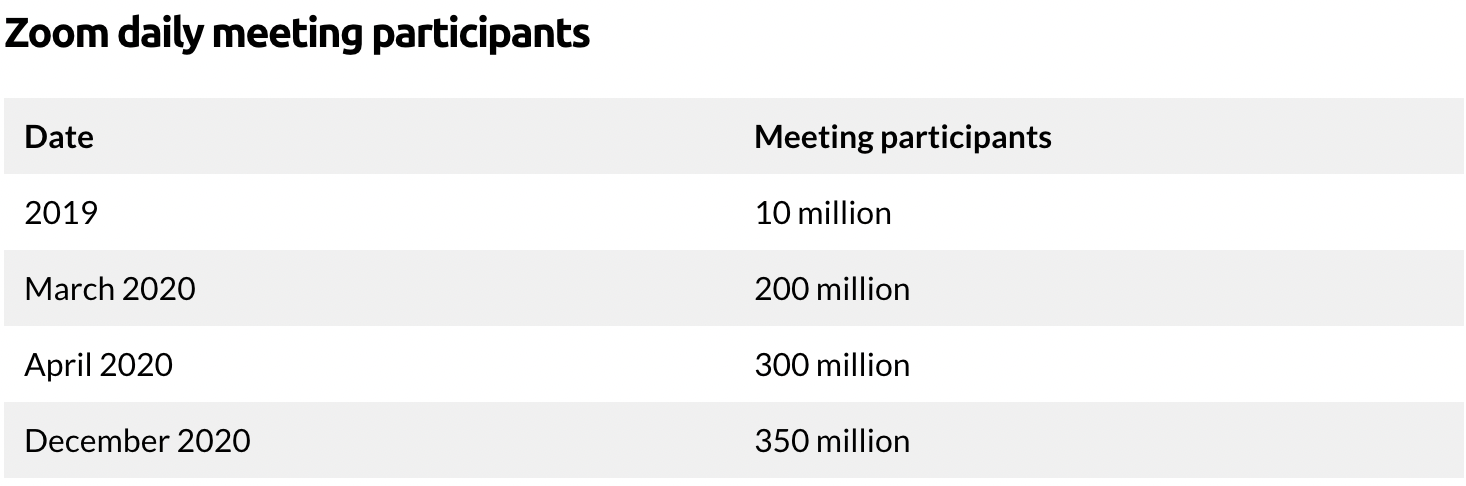 Zoom daily meeting participants
Date Meeting participants
2019 10 million
March 2020 200 million
April 2020 300 million
December 2020 350 million